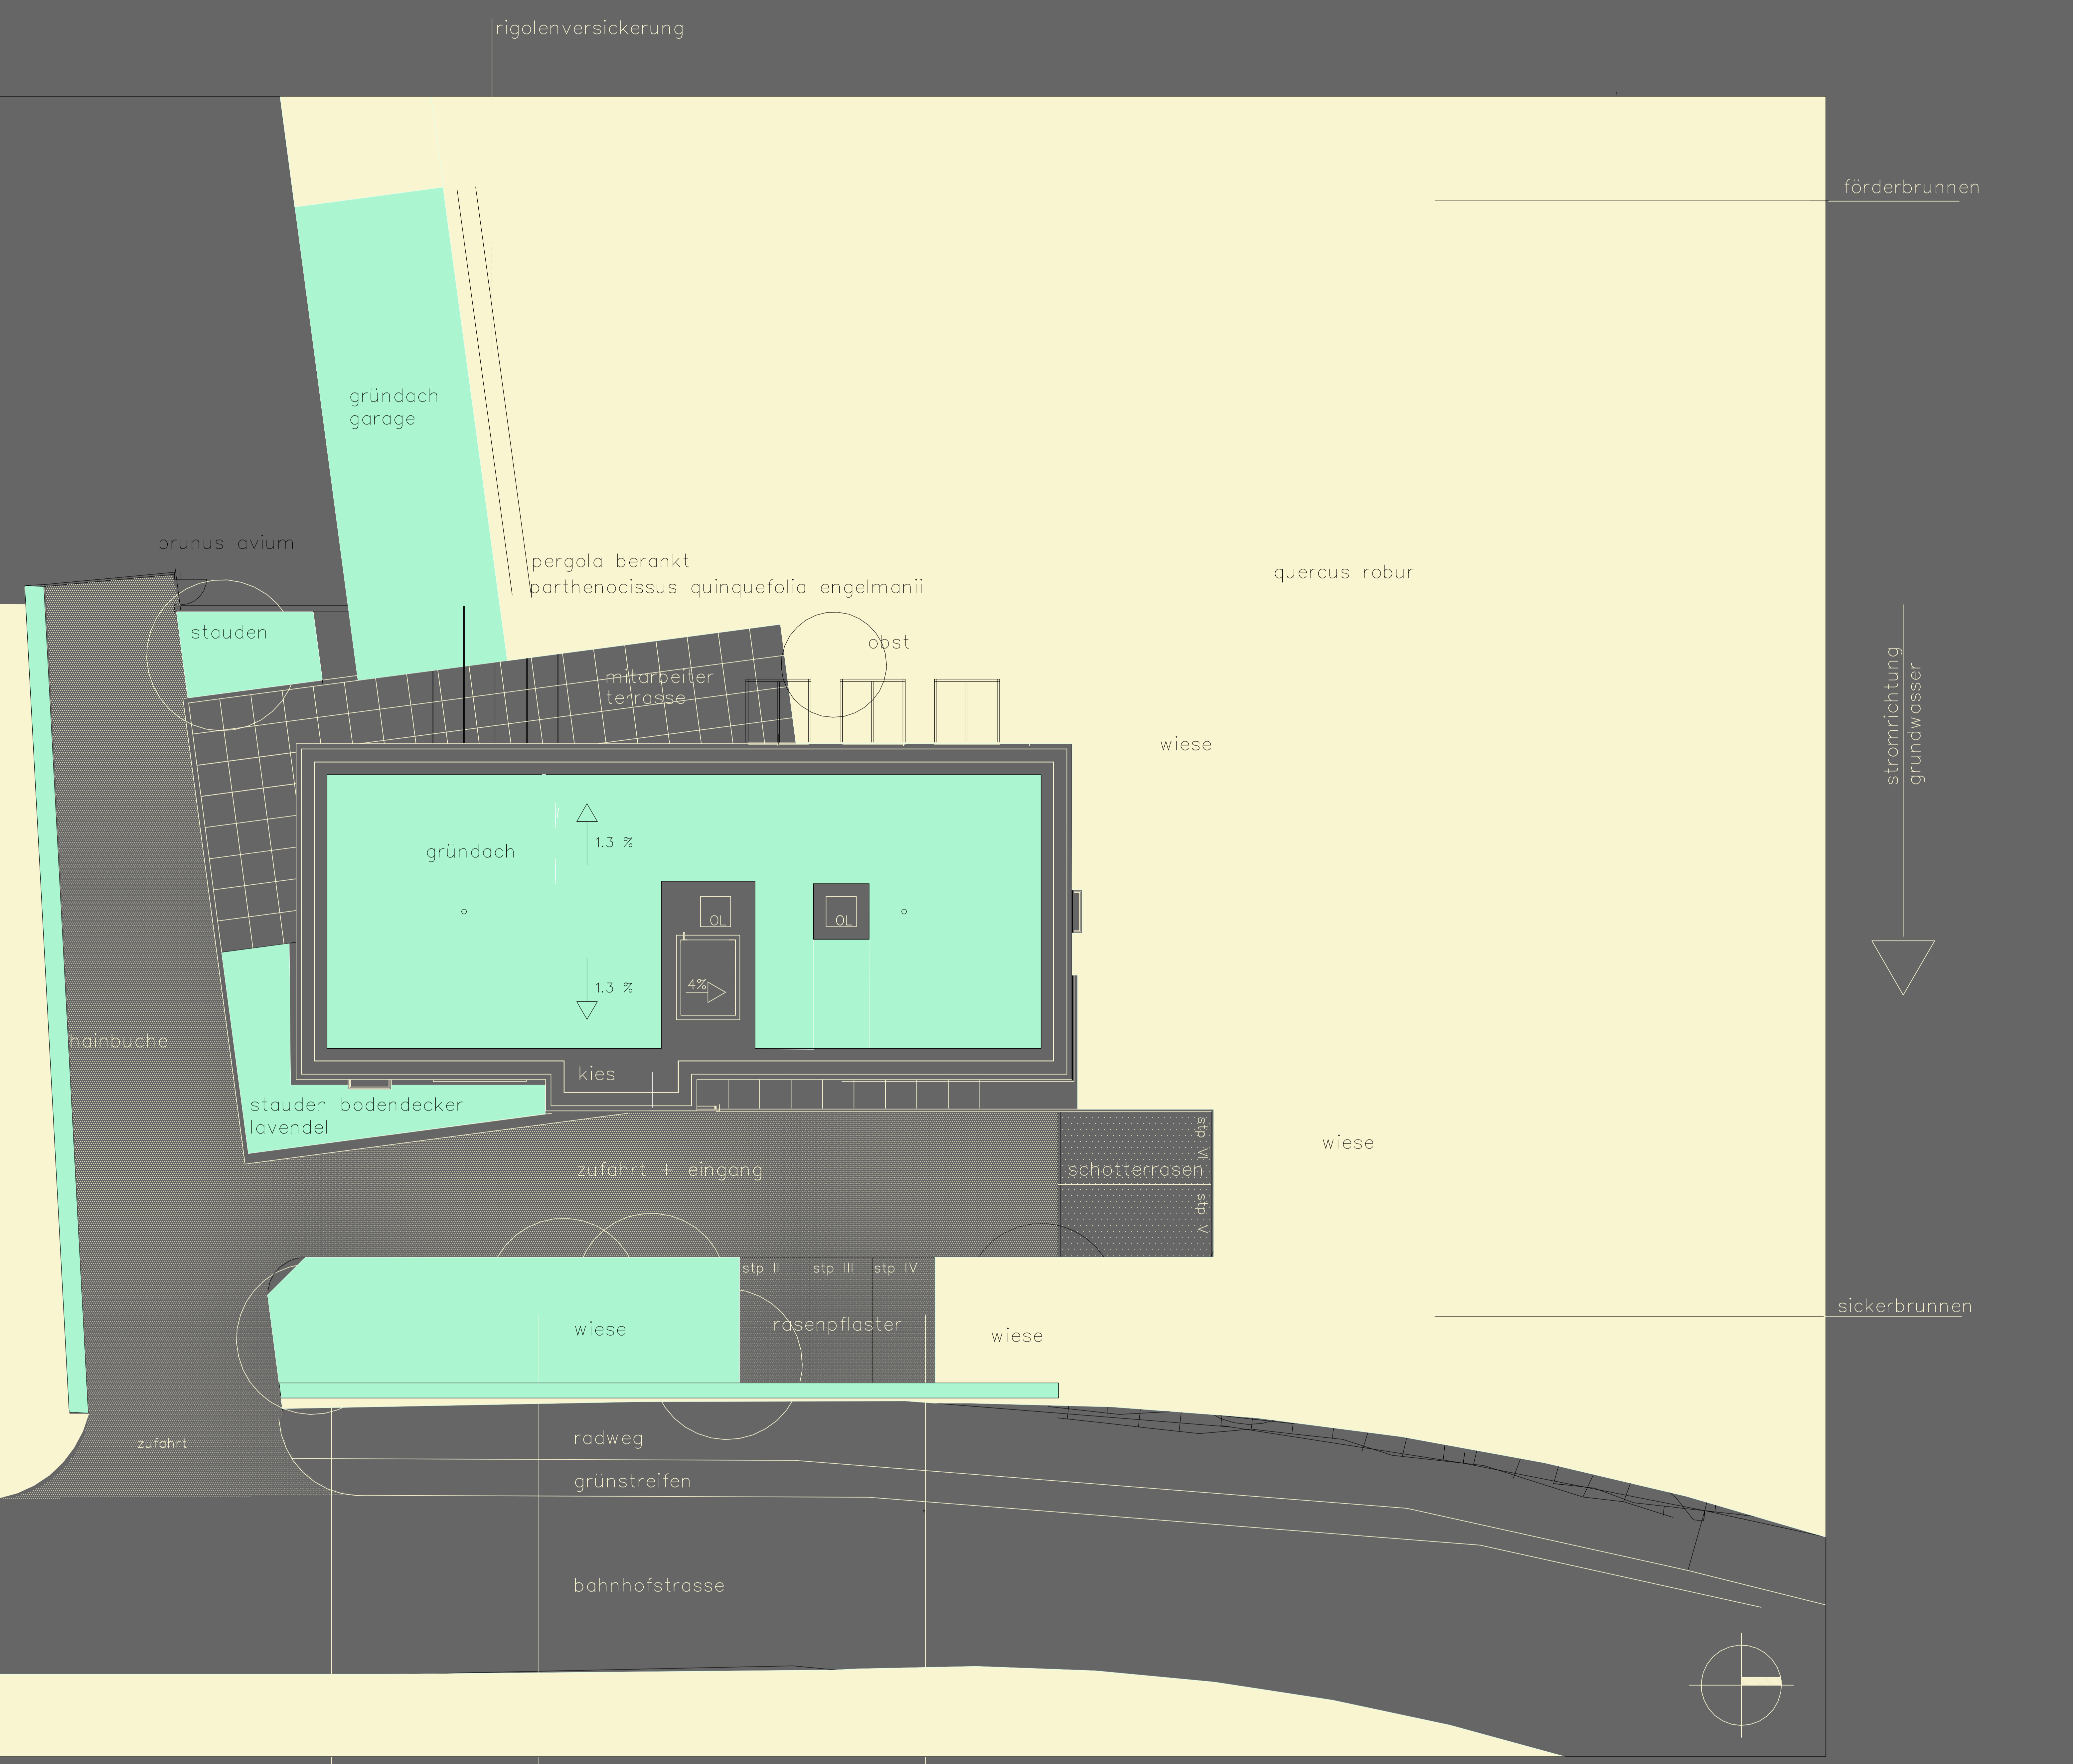 rigolenversickerung
förderbrunnen
gründach
garage
prunus avium
pergola berankt
parthenocissus quinquefolia engelmanii
quercus robur
stauden
obst
mitarbeiter
terrasse
stromrichtung
grundwasser
wiese
1.3 %
gründach
OL
OL
4%
1.3 %
hainbuche
kies
stauden bodendecker
lavendel
stp VI
wiese
zufahrt + eingang
schotterrasen
stp V
stp II
stp III
stp IV
sickerbrunnen
wiese
rasenpflaster
wiese
radweg
zufahrt
grünstreifen
bahnhofstrasse